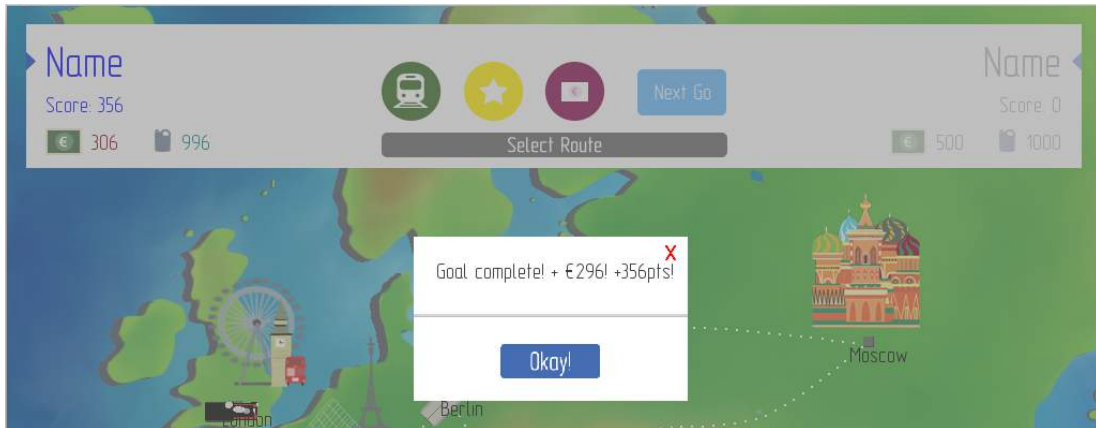 Name
Score: 356
€ 306 996
Next Go
Select Route
Name
Score: 0
€ 500 1000
X
Goal complete! + €296! +356pts!
Okay!
Moscow
Berlin
London